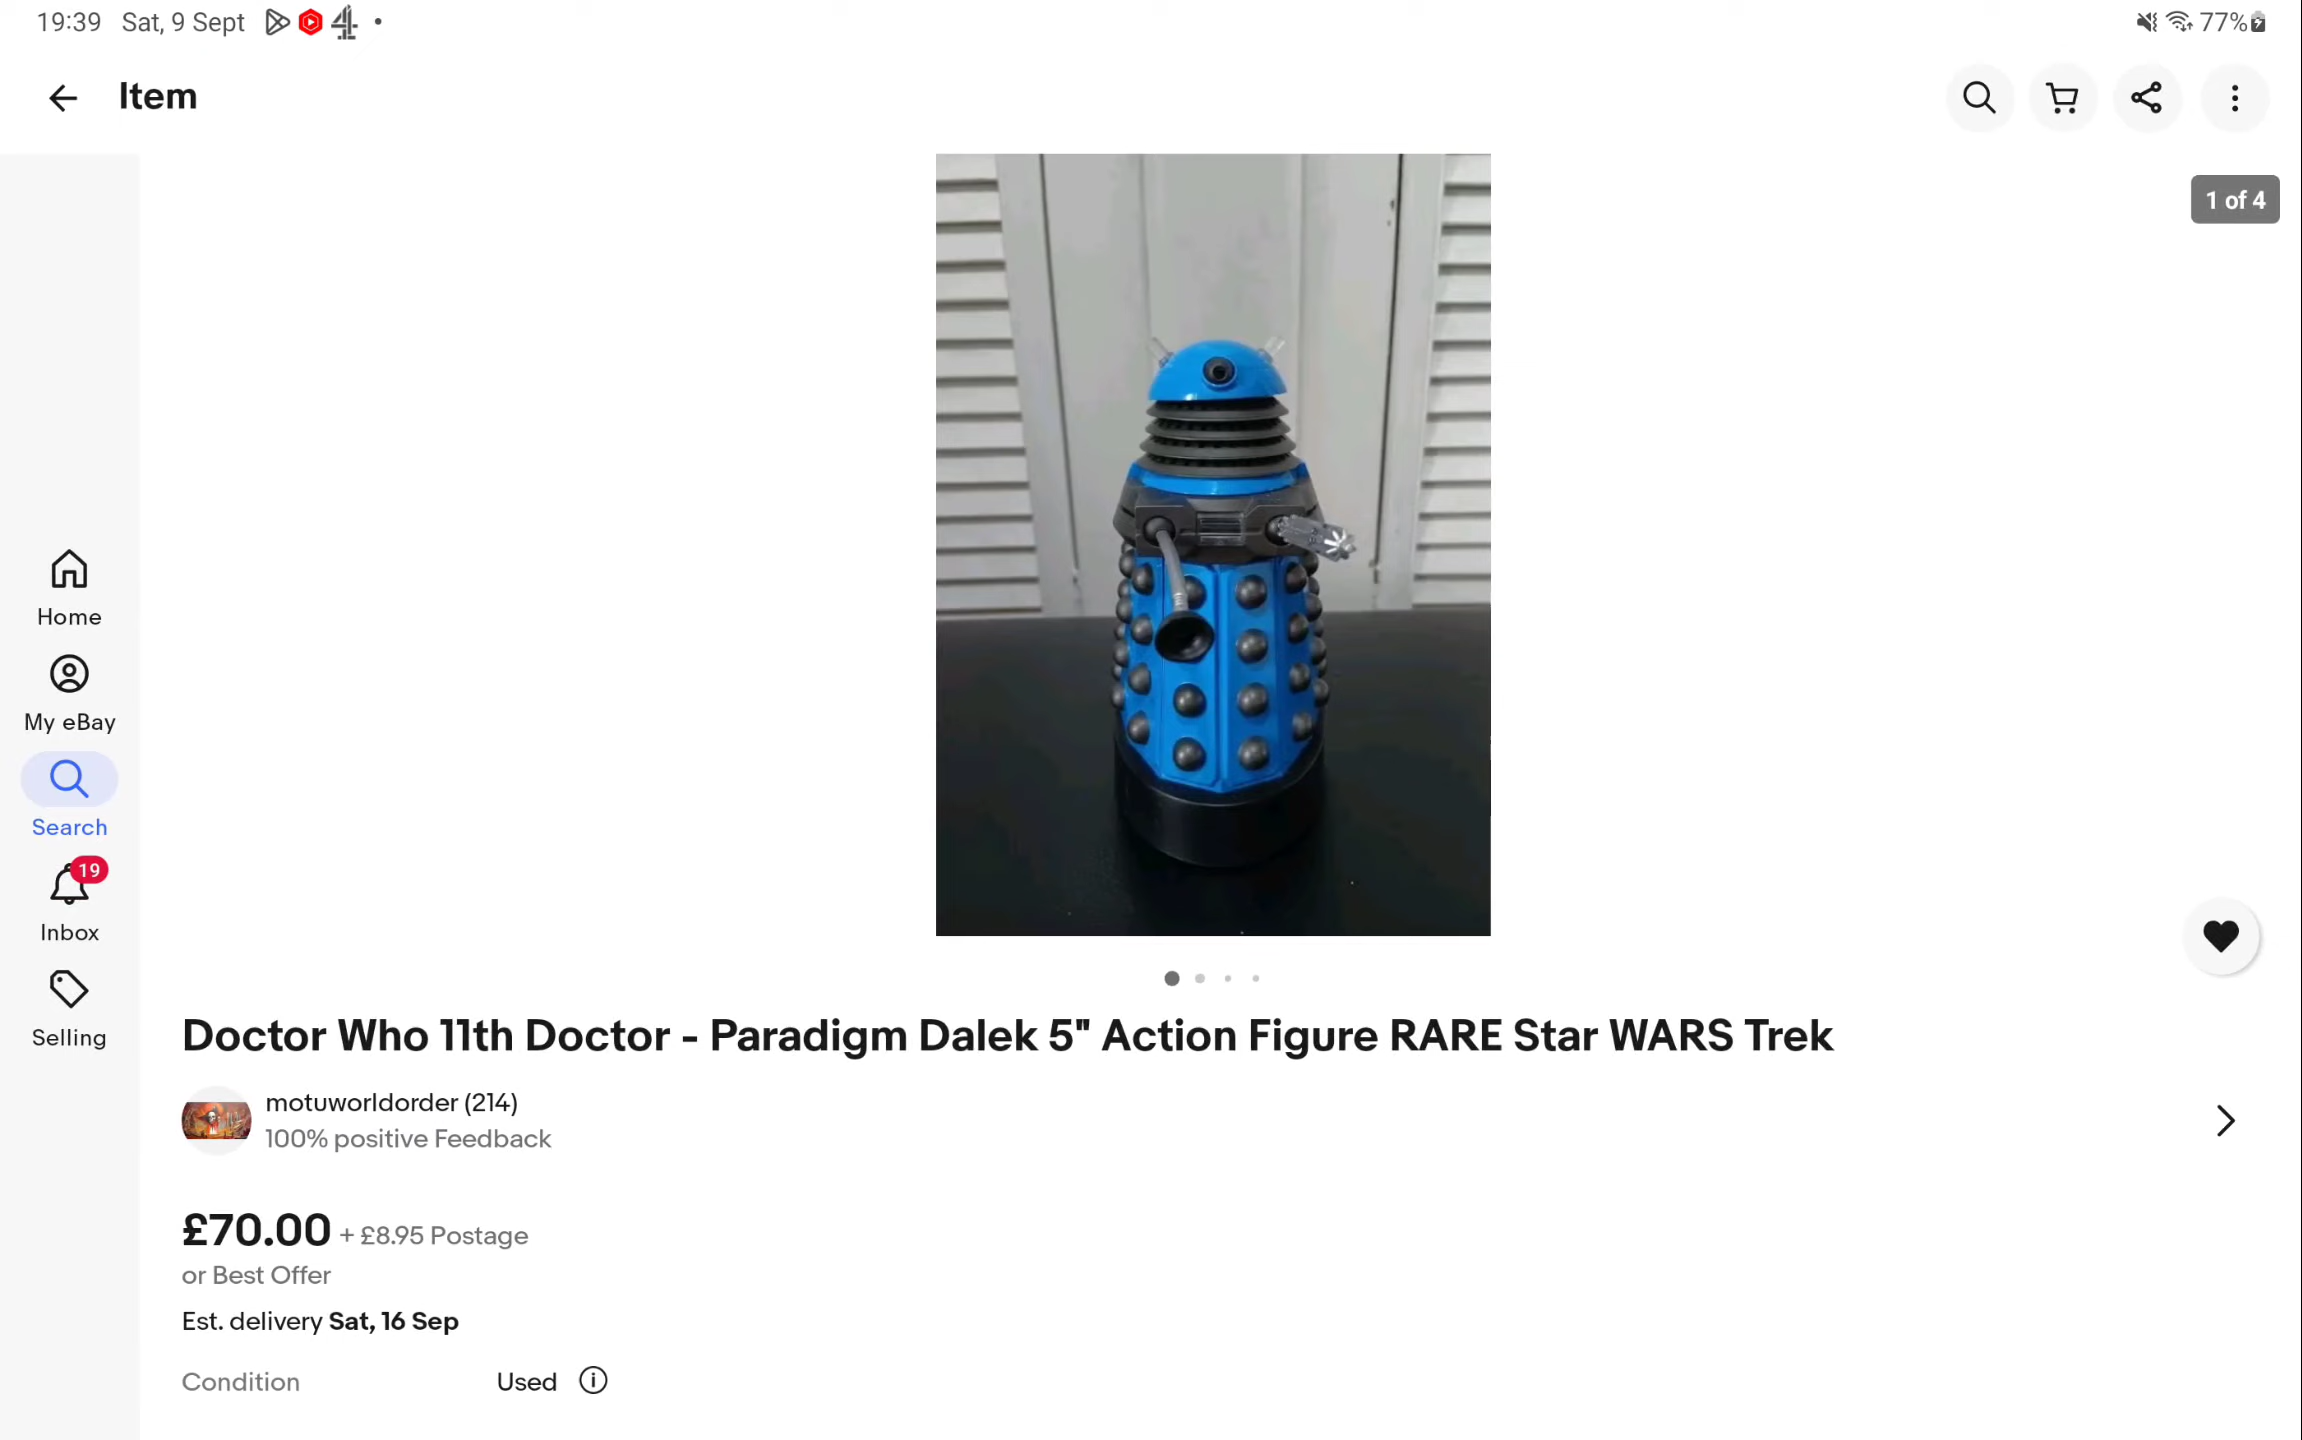 19:39 Sat, 9 Sept 77%
Item
1 of 4
Home
My eBay
Search
19
Inbox
Selling
Doctor Who 11th Doctor - Paradigm Dalek 5" Action Figure RARE Star WARS Trek
motuworldorder (214)
100% positive Feedback
£70.00 + £8.95 Postage
or Best Offer
Est. delivery Sat, 16 Sep
Condition Used